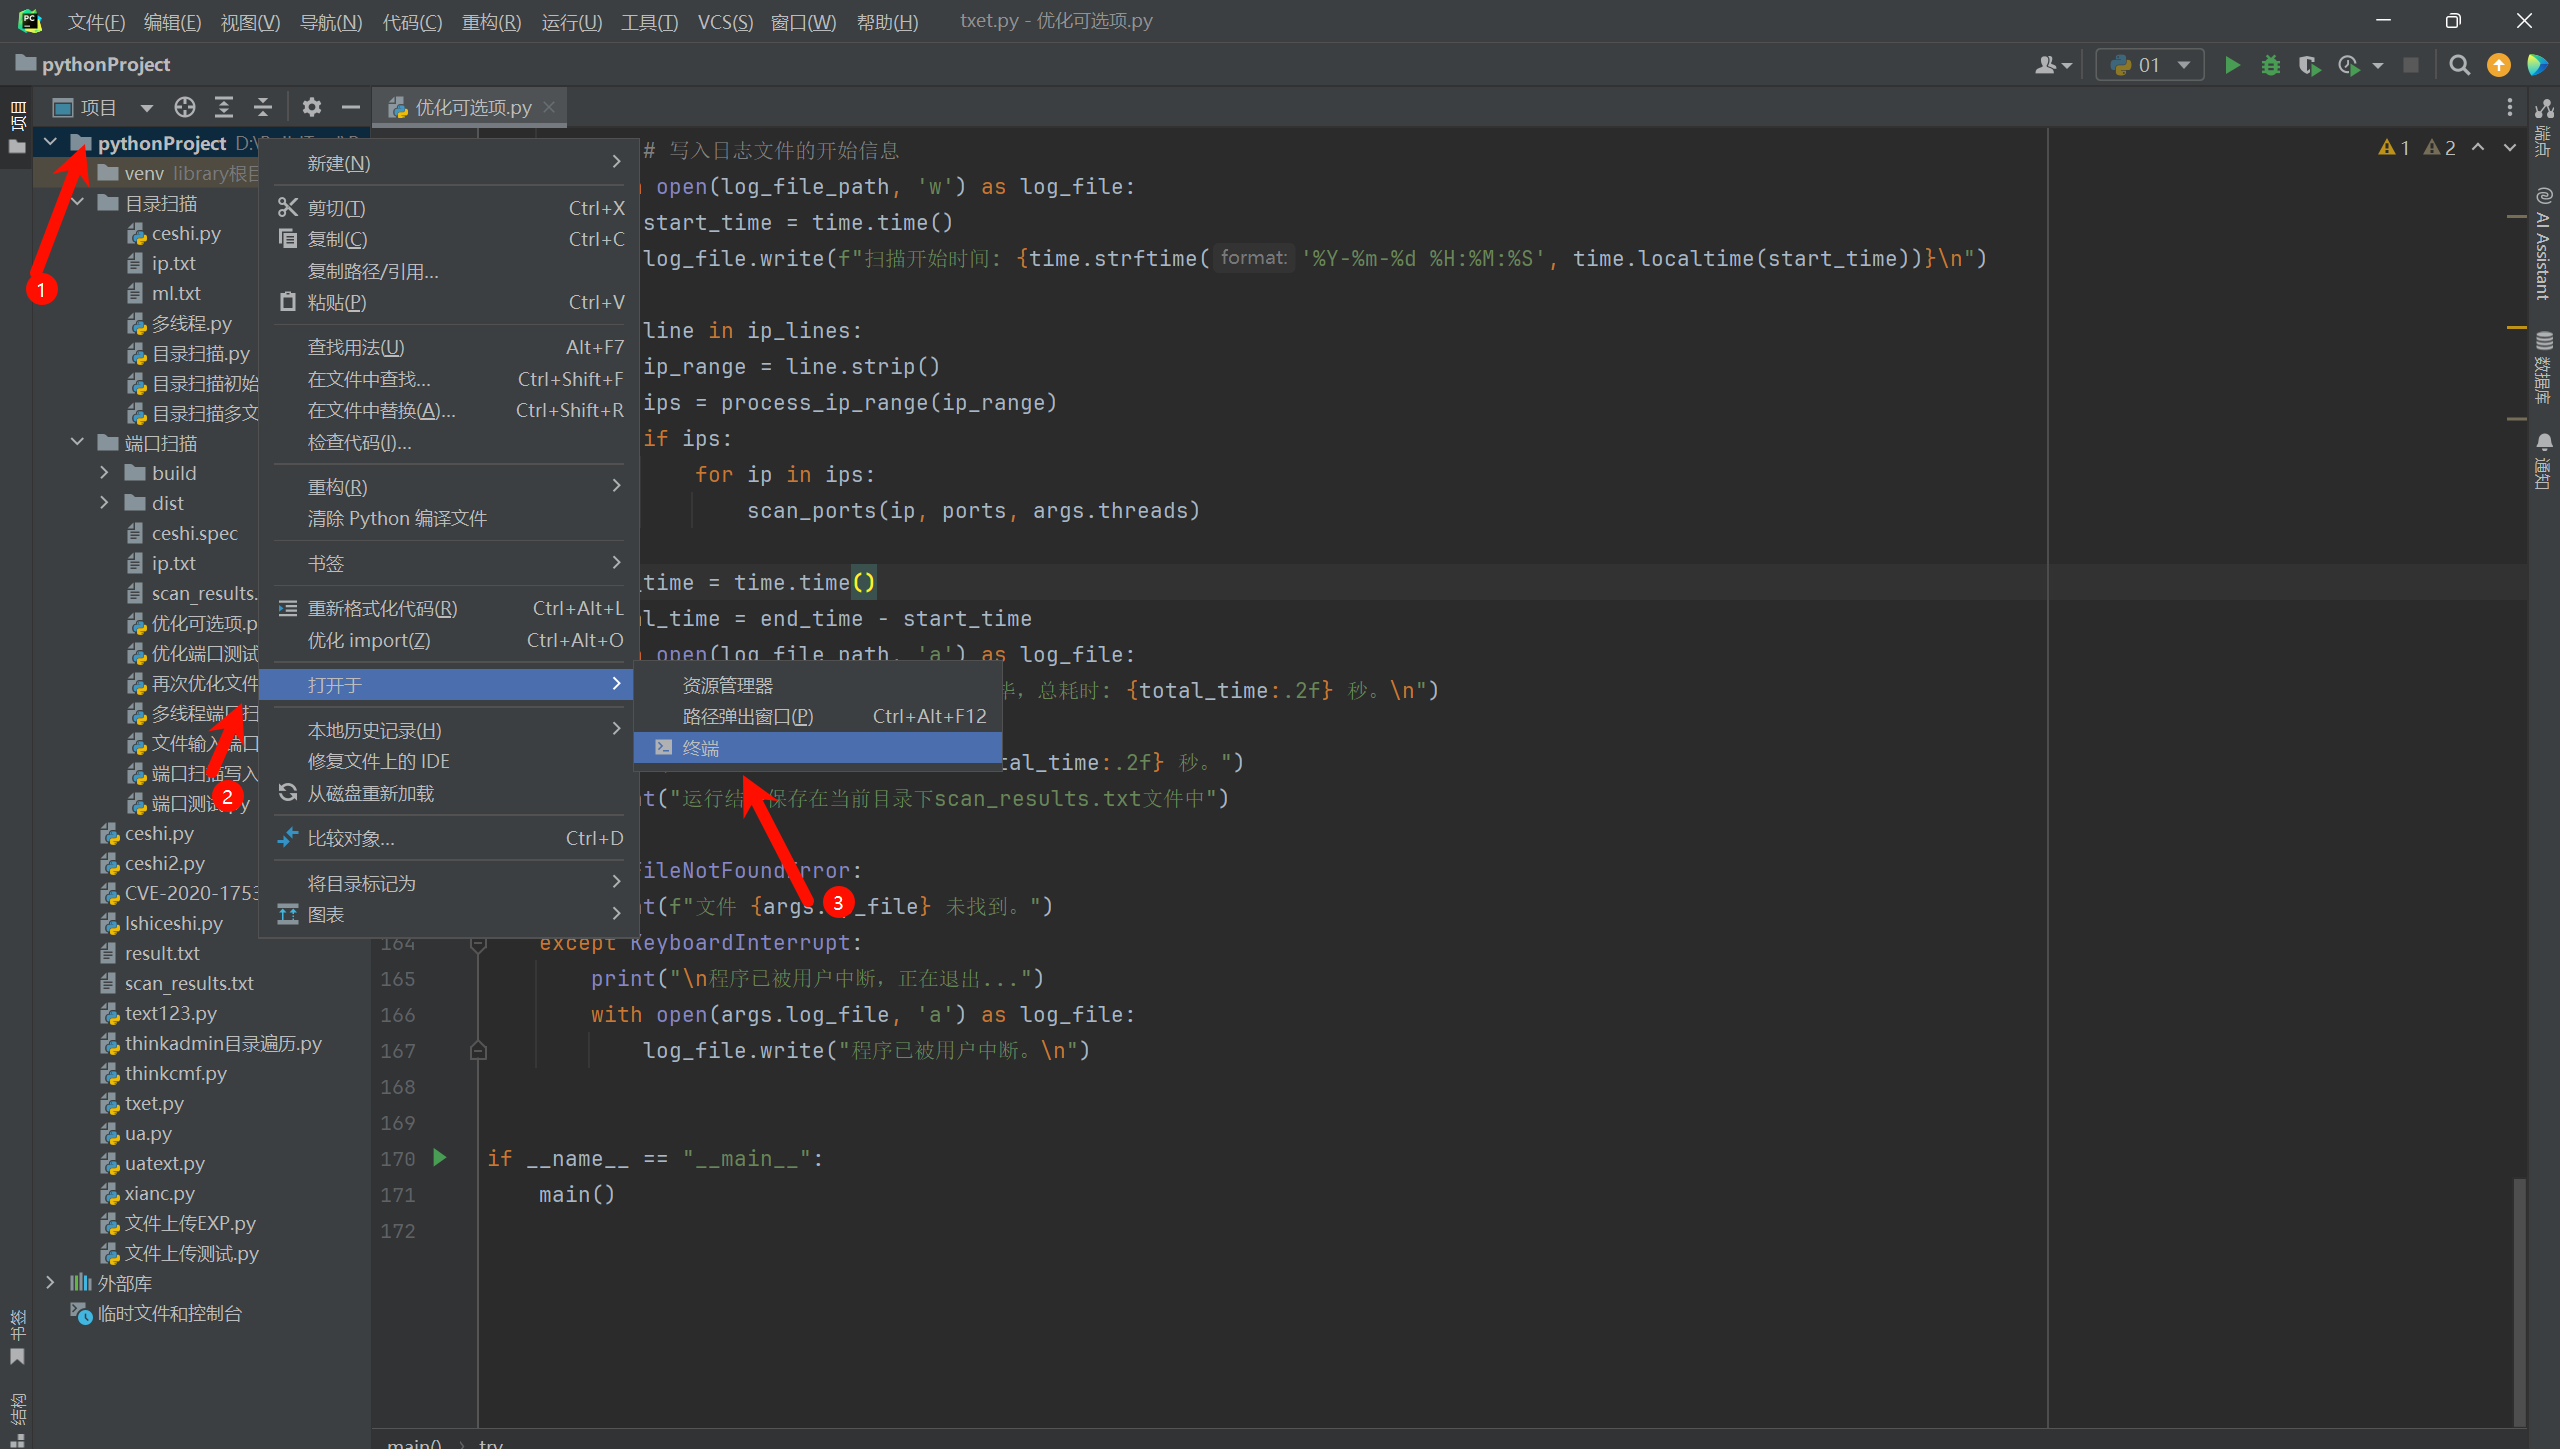 文件(F) 编辑(E) 视图(V) 导航(N) 代码(C) 重构(R) 运行(U) 工具(T) VCS(S) 窗口(W) 帮助(H) txet.py - 优化可选项.py
pythonProject
01
项目
项目
优化可选项.py
pythonProject
venv library根目
目录扫描
ceshi.py
ip.txt
ml.txt
多线程.py
目录扫描.py
目录扫描初始
目录扫描多文
端口扫描
build
dist
ceshi.spec
ip.txt
scan_results.
优化可选项.p
优化端口测试
再次优化文件
多线程端口扫
文件输入端口
端口扫描写入
端口测试.py
ceshi.py
ceshi2.py
CVE-2020-1753
lshiceshi.py
result.txt
scan_results.txt
text123.py
thinkadmin目录遍历.py
thinkcmf.py
txet.py
ua.py
uatext.py
xianc.py
文件上传EXP.py
文件上传测试.py
外部库
临时文件和控制台
书签
结构
1
2
3
新建(N)
剪切(T) Ctrl+X
复制(C) Ctrl+C
复制路径/引用...
粘贴(P) Ctrl+V
查找用法(U) Alt+F7
在文件中查找... Ctrl+Shift+F
在文件中替换(A)... Ctrl+Shift+R
检查代码(I)...
重构(R)
清除 Python 编译文件
书签
重新格式化代码(R) Ctrl+Alt+L
优化 import(Z) Ctrl+Alt+O
打开于
本地历史记录(H)
修复文件上的 IDE
从磁盘重新加载
比较对象... Ctrl+D
将目录标记为
图表
资源管理器
路径弹出窗口(P) Ctrl+Alt+F12
终端
# 写入日志文件的开始信息
open(log_file_path, 'w') as log_file:
start_time = time.time()
log_file.write(f"扫描开始时间: {time.strftime( format: '%Y-%m-%d %H:%M:%S', time.localtime(start_time))}\n")
line in ip_lines:
ip_range = line.strip()
ips = process_ip_range(ip_range)
if ips:
for ip in ips:
scan_ports(ip, ports, args.threads)
time = time.time()
l_time = end_time - start_time
open(log_file_path, 'a') as log_file:
毕, 总耗时: {total_time:.2f} 秒。\n")
tal_time:.2f} 秒。")
t("运行结 保存在当前目录下scan_results.txt文件中")
ileNotFoundError:
t(f"文件 {args. _file} 未找到。")
164 except KeyboardInterrupt:
165 print("\n程序已被用户中断, 正在退出...")
166 with open(args.log_file, 'a') as log_file:
167 log_file.write("程序已被用户中断。\n")
168
169
170 if __name__ == "__main__":
171 main()
172
1 2
端点
AI Assistant
数据库
通知
main() try